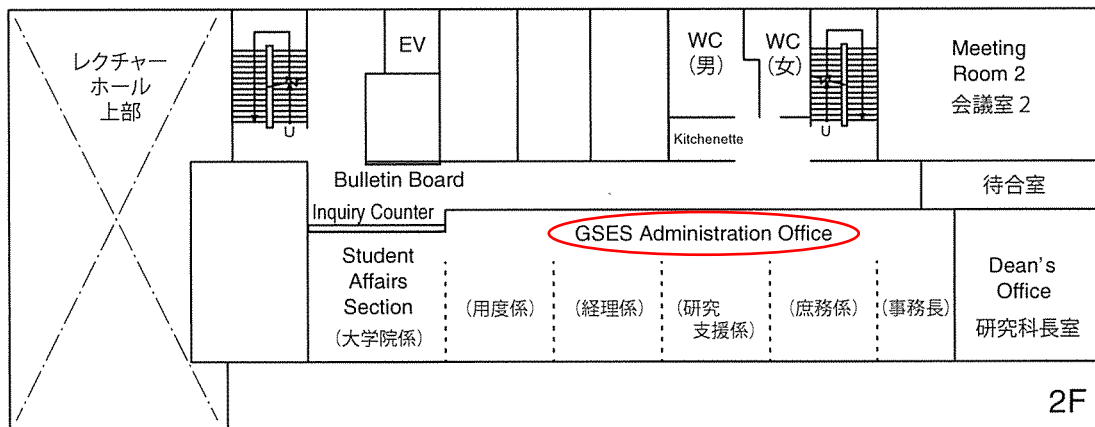 レクチャー
ホール
上部
U
EV
WC
(男)
WC
(女)
U
Kitchenette
Meeting
Room 2
会議室 2
Bulletin Board
待合室
Inquiry Counter
GSES Administration Office
Student
Affairs
Section
(大学院係)
(用度係)
(経理係)
(研究
支援係)
(庶務係)
(事務長)
Dean's
Office
研究科長室
2F